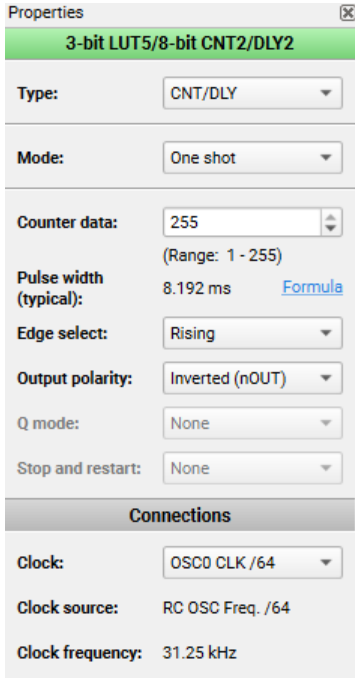 Properties
3-bit LUT5/8-bit CNT2/DLY2
Type: CNT/DLY
Mode: One shot
Counter data: 255
(Range: 1 - 255)
Pulse width (typical): 8.192 ms Formula
Edge select: Rising
Output polarity: Inverted (nOUT)
Q mode: None
Stop and restart: None
Connections
Clock: OSC0 CLK /64
Clock source: RC OSC Freq. /64
Clock frequency: 31.25 kHz